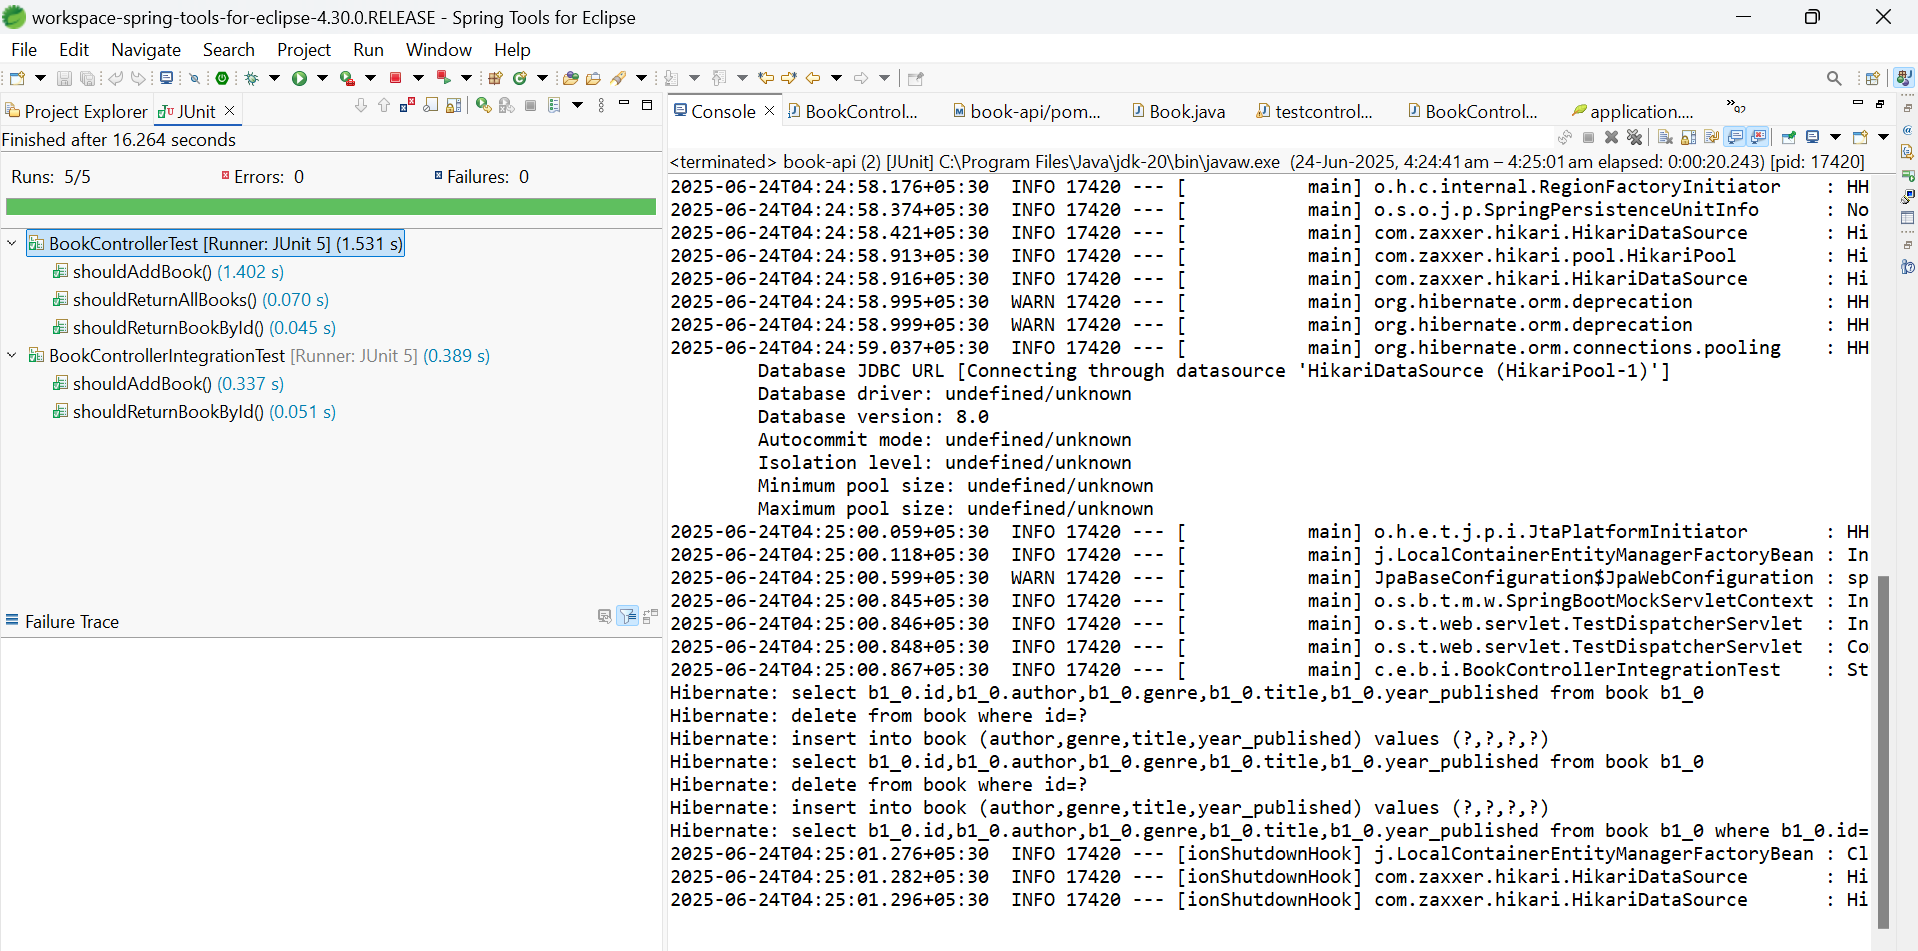 workspace-spring-tools-for-eclipse-4.30.0.RELEASE - Spring Tools for Eclipse
File Edit Navigate Search Project Run Window Help
Project Explorer JUnit
Finished after 16.264 seconds
Runs: 5/5 Errors: 0 Failures: 0
BookControllerTest [Runner: JUnit 5] (1.531 s)
shouldAddBook() (1.402 s)
shouldReturnAllBooks() (0.070 s)
shouldReturnBookById() (0.045 s)
BookControllerIntegrationTest [Runner: JUnit 5] (0.389 s)
shouldAddBook() (0.337 s)
shouldReturnBookById() (0.051 s)
Failure Trace
Console BookControl... book-api/pom... Book.java testcontrol... BookControl... application....
<terminated> book-api (2) [JUnit] C:\Program Files\Java\jdk-20\bin\javaw.exe (24-Jun-2025, 4:24:41 am – 4:25:01 am elapsed: 0:00:20.243) [pid: 17420]
2025-06-24T04:24:58.176+05:30  INFO 17420 --- [           main] o.h.c.internal.RegionFactoryInitiator    : HH
2025-06-24T04:24:58.374+05:30  INFO 17420 --- [           main] o.s.o.j.p.SpringPersistenceUnitInfo      : No
2025-06-24T04:24:58.421+05:30  INFO 17420 --- [           main] com.zaxxer.hikari.HikariDataSource       : Hi
2025-06-24T04:24:58.913+05:30  INFO 17420 --- [           main] com.zaxxer.hikari.pool.HikariPool        : Hi
2025-06-24T04:24:58.916+05:30  INFO 17420 --- [           main] com.zaxxer.hikari.HikariDataSource       : Hi
2025-06-24T04:24:58.995+05:30  WARN 17420 --- [           main] org.hibernate.orm.deprecation            : HH
2025-06-24T04:24:58.999+05:30  WARN 17420 --- [           main] org.hibernate.orm.deprecation            : HH
2025-06-24T04:24:59.037+05:30  INFO 17420 --- [           main] org.hibernate.orm.connections.pooling    : HH
Database JDBC URL [Connecting through datasource 'HikariDataSource (HikariPool-1)']
Database driver: undefined/unknown
Database version: 8.0
Autocommit mode: undefined/unknown
Isolation level: undefined/unknown
Minimum pool size: undefined/unknown
Maximum pool size: undefined/unknown
2025-06-24T04:25:00.059+05:30  INFO 17420 --- [           main] o.h.e.t.j.p.i.JtaPlatformInitiator       : HH
2025-06-24T04:25:00.118+05:30  INFO 17420 --- [           main] j.LocalContainerEntityManagerFactoryBean : In
2025-06-24T04:25:00.599+05:30  WARN 17420 --- [           main] JpaBaseConfiguration$JpaWebConfiguration : sp
2025-06-24T04:25:00.845+05:30  INFO 17420 --- [           main] o.s.b.t.m.w.SpringBootMockServletContext : In
2025-06-24T04:25:00.846+05:30  INFO 17420 --- [           main] o.s.t.web.servlet.TestDispatcherServlet  : In
2025-06-24T04:25:00.848+05:30  INFO 17420 --- [           main] o.s.t.web.servlet.TestDispatcherServlet  : Co
2025-06-24T04:25:00.867+05:30  INFO 17420 --- [           main] c.e.b.i.BookControllerIntegrationTest    : St
Hibernate: select b1_0.id,b1_0.author,b1_0.genre,b1_0.title,b1_0.year_published from book b1_0
Hibernate: delete from book where id=?
Hibernate: insert into book (author,genre,title,year_published) values (?,?,?,?)
Hibernate: select b1_0.id,b1_0.author,b1_0.genre,b1_0.title,b1_0.year_published from book b1_0
Hibernate: delete from book where id=?
Hibernate: insert into book (author,genre,title,year_published) values (?,?,?,?)
Hibernate: select b1_0.id,b1_0.author,b1_0.genre,b1_0.title,b1_0.year_published from book b1_0 where b1_0.id=
2025-06-24T04:25:01.276+05:30  INFO 17420 --- [ionShutdownHook] j.LocalContainerEntityManagerFactoryBean : Cl
2025-06-24T04:25:01.282+05:30  INFO 17420 --- [ionShutdownHook] com.zaxxer.hikari.HikariDataSource       : Hi
2025-06-24T04:25:01.296+05:30  INFO 17420 --- [ionShutdownHook] com.zaxxer.hikari.HikariDataSource       : Hi